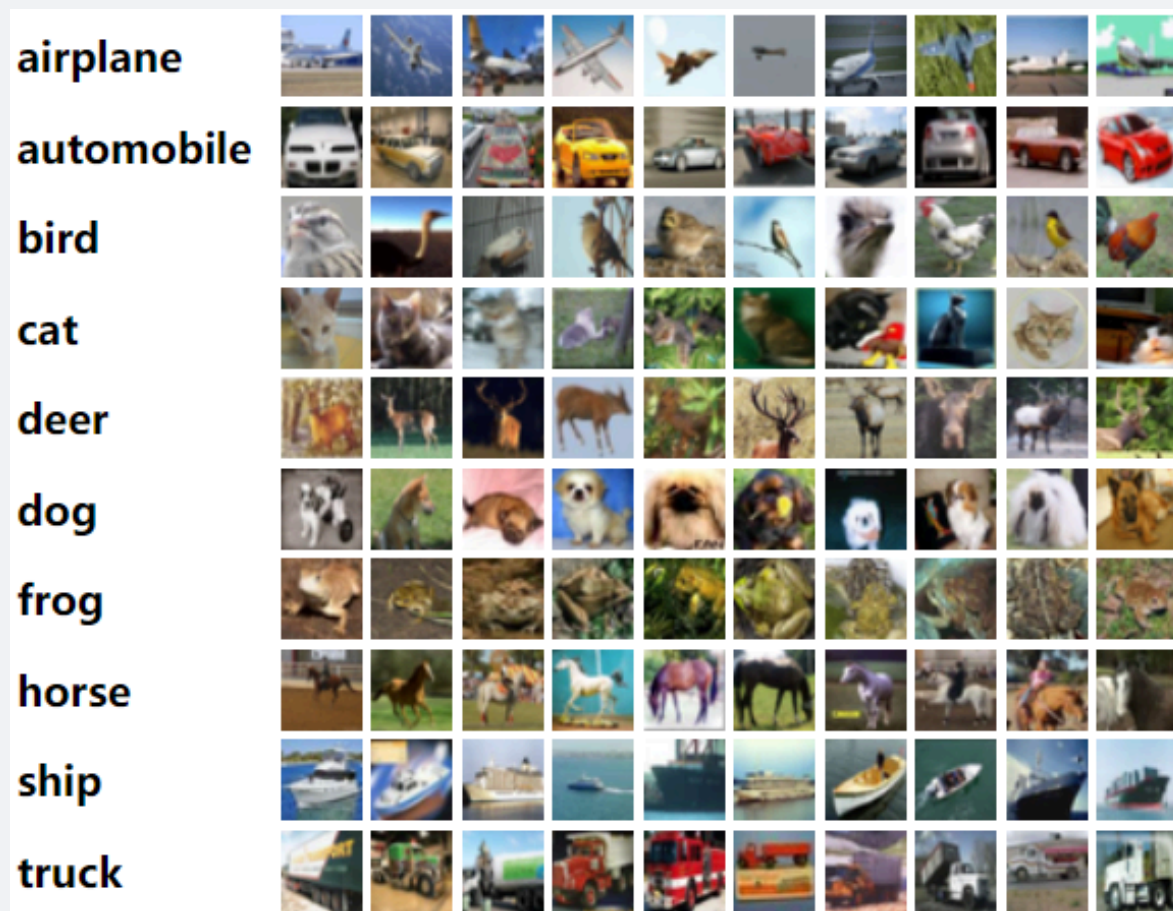 airplane
automobile
bird
cat
deer
dog
frog
horse
ship
truck